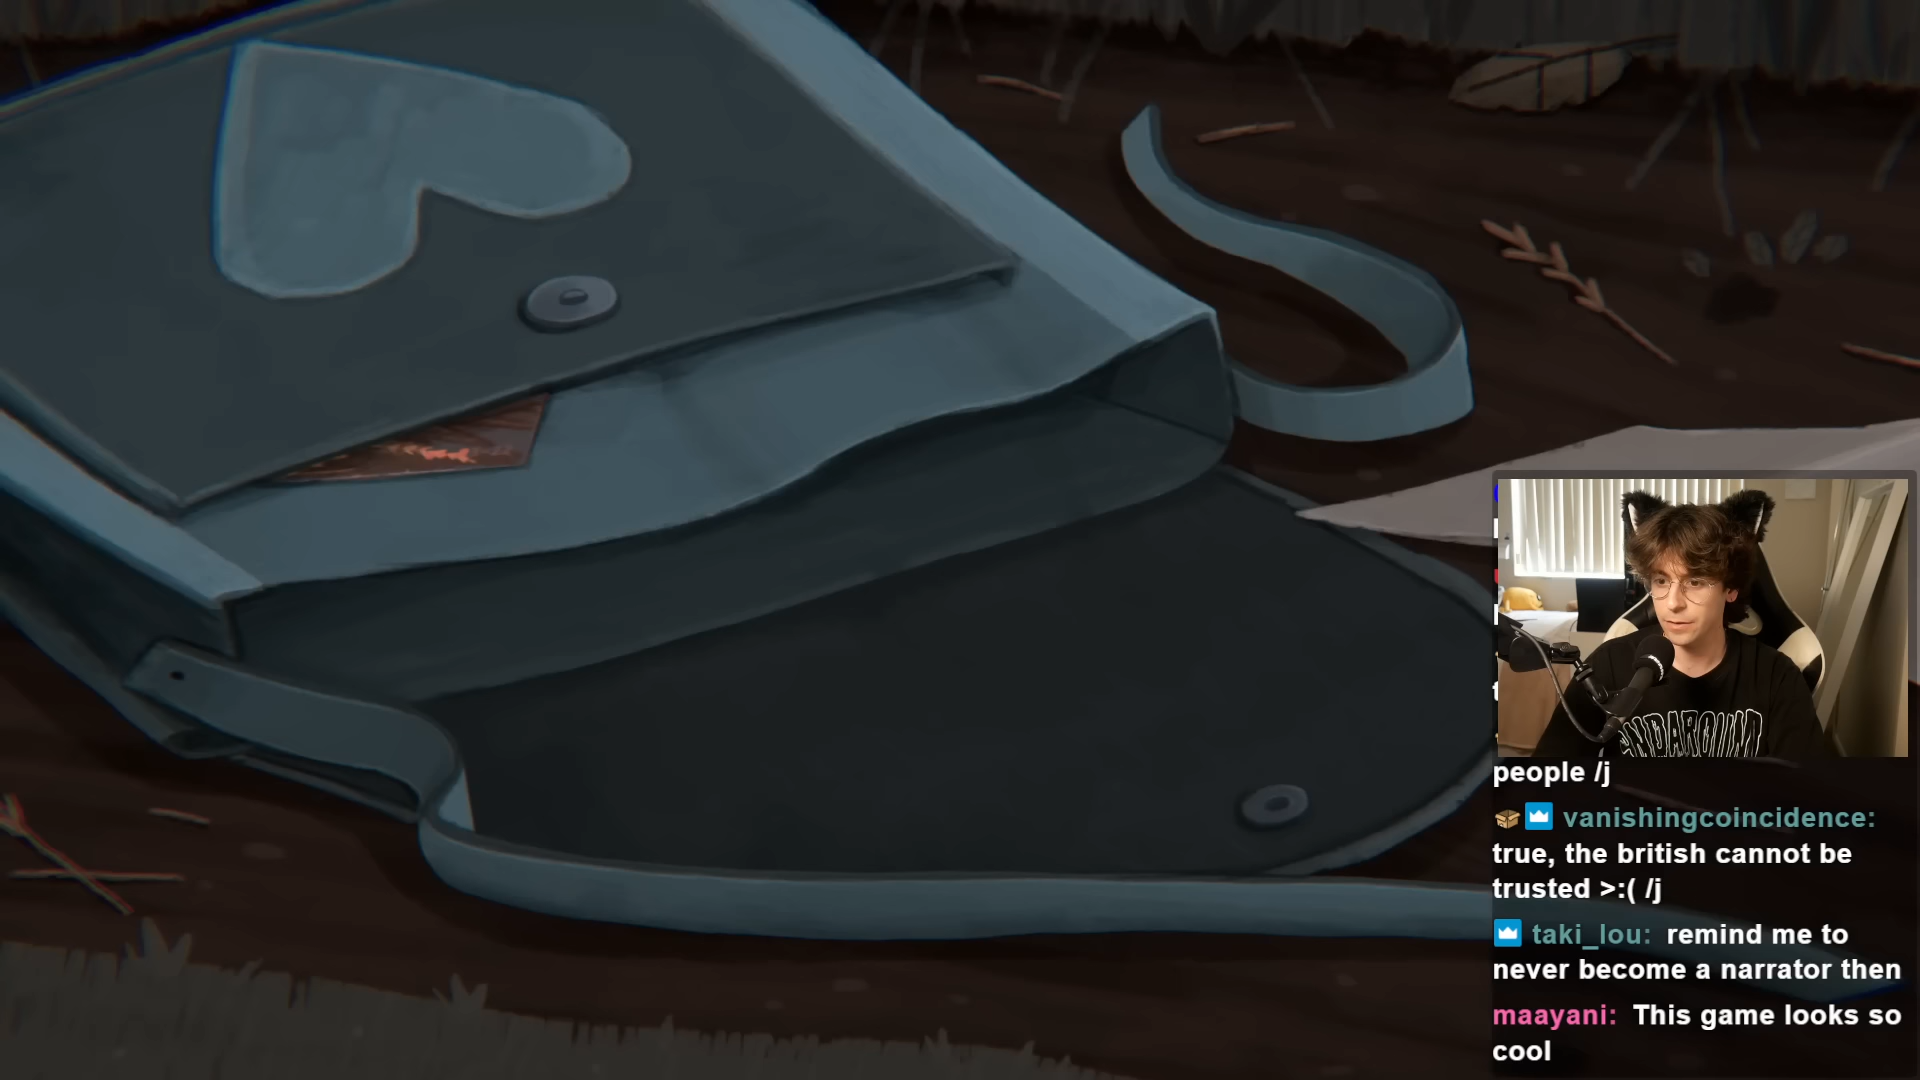 people /j
vanishingcoincidence:
true, the british cannot be
trusted >:( /j
taki_lou: remind me to
never become a narrator then
maayani: This game looks so
cool